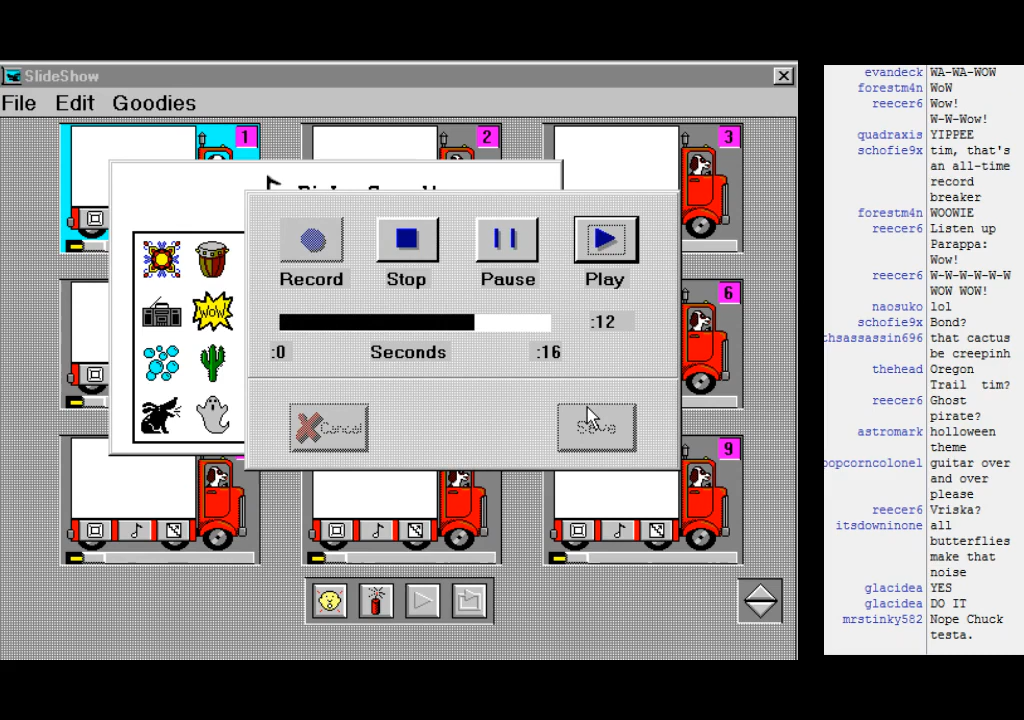 SlideShow
File Edit Goodies
1
2
3
WOW!
Record Stop Pause Play
:12
:0 Seconds :16
Cancel Save
6
9
evandeck WA-WA-WOW
forestm4n WoW
reecer6 Wow!
W-W-Wow!
quadraxis YIPPEE
schofie9x tim, that's
an all-time
record
breaker
forestm4n WOOWIE
reecer6 Listen up
Parappa:
Wow!
reecer6 W-W-W-W-W-W
WOW WOW!
naosuko lol
schofie9x Bond?
thsassassin696 that cactus
be creepinh
thehead Oregon
Trail tim?
reecer6 Ghost
pirate?
astromark holloween
theme
popcorncolonel guitar over
and over
please
reecer6 Vriska?
itsdowninone all
butterflies
make that
noise
glacidea YES
glacidea DO IT
mrstinky582 Nope Chuck
testa.